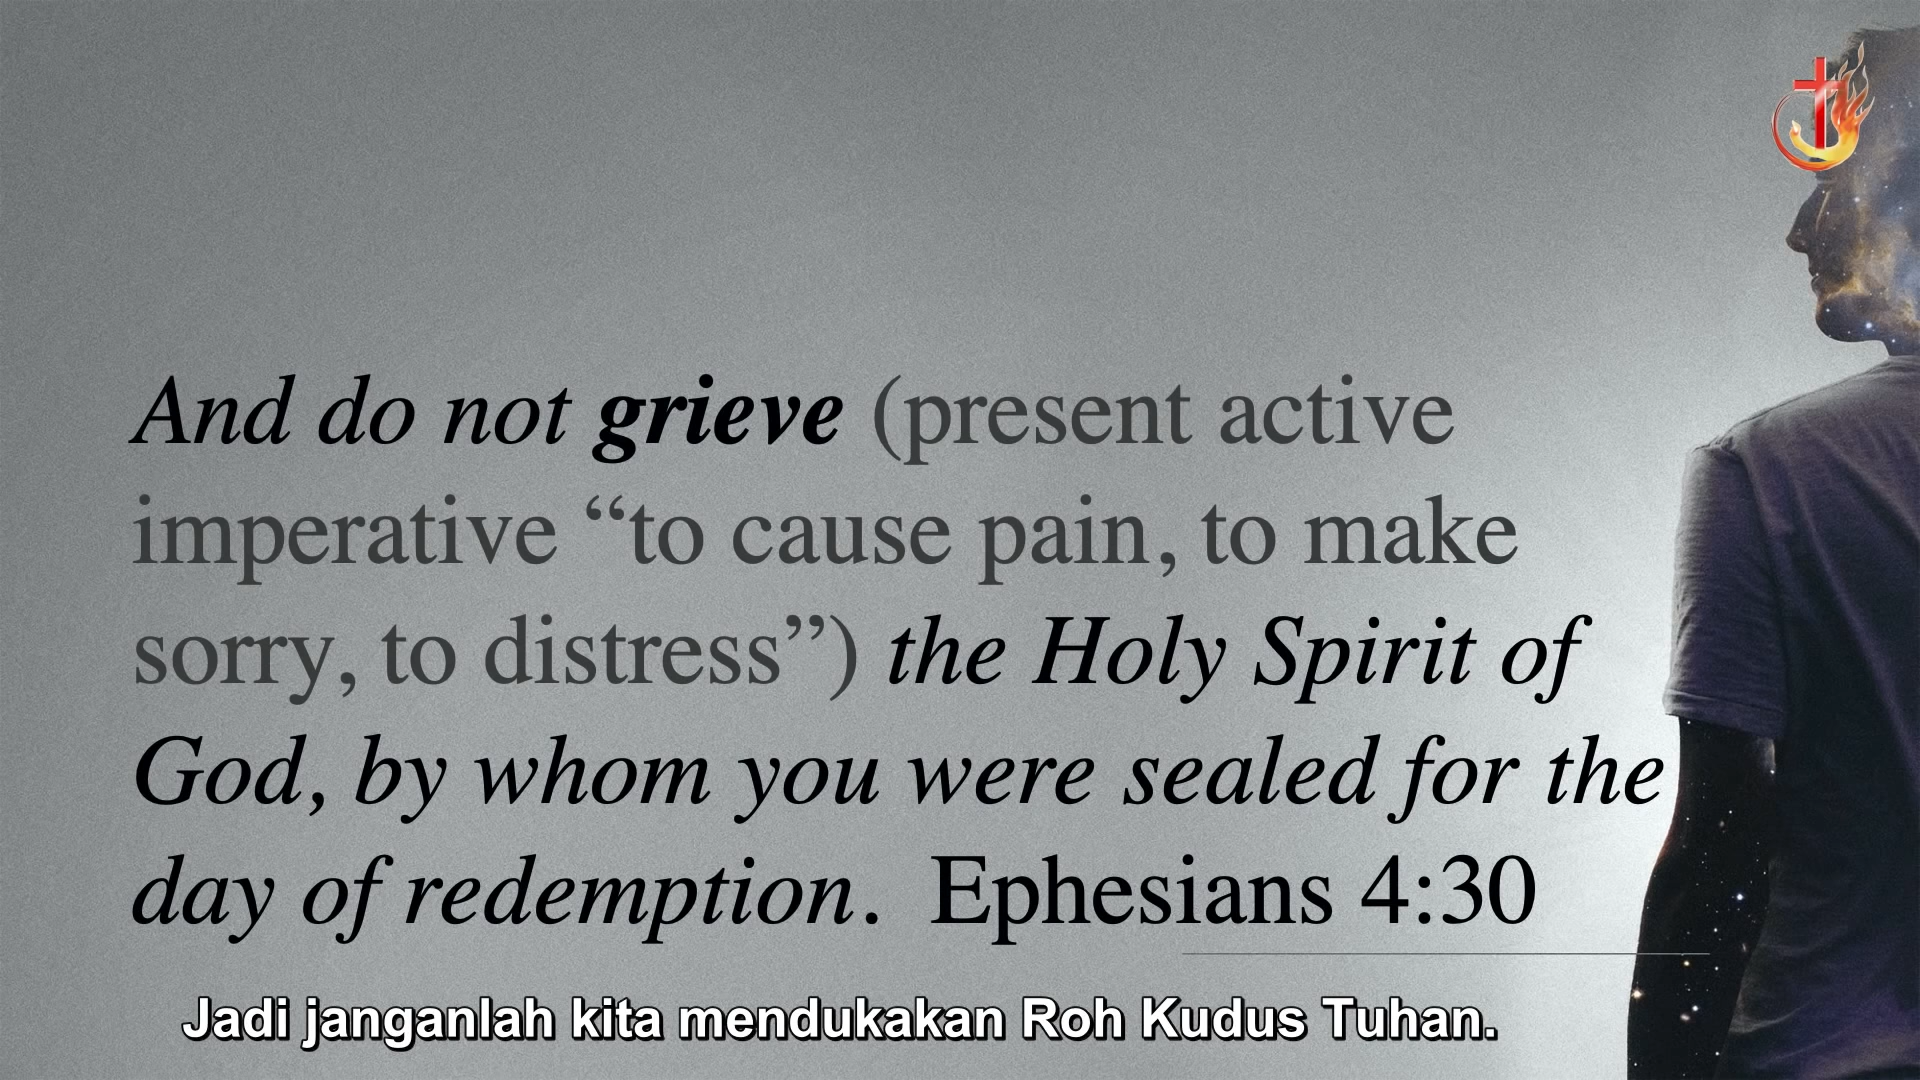 And do not grieve (present active
imperative “to cause pain, to make
sorry, to distress”) the Holy Spirit of
God, by whom you were sealed for the
day of redemption.  Ephesians 4:30
Jadi janganlah kita mendukakan Roh Kudus Tuhan.